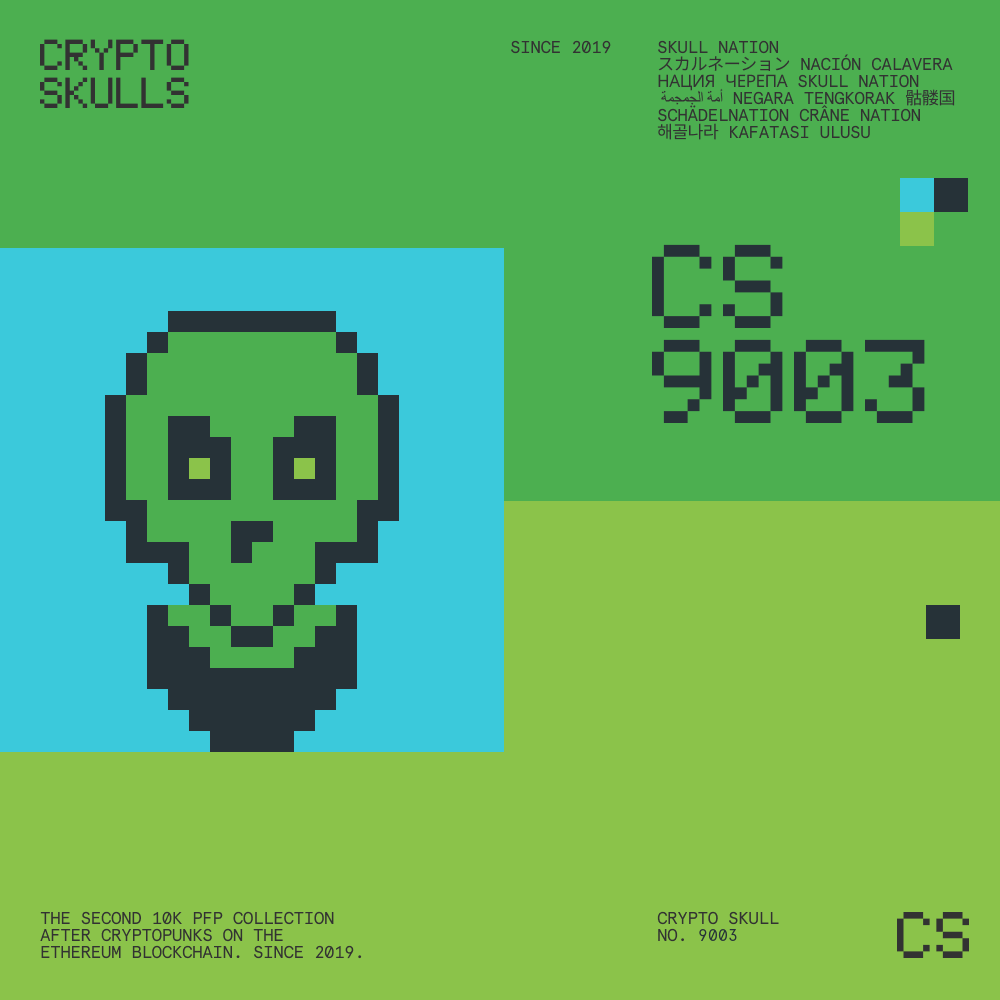 CRYPTO
SKULLS
SINCE 2019
SKULL NATION
スカルネーション NACIÓN CALAVERA
НАЦИЯ ЧЕРЕПА SKULL NATION
أمة الجمجمة NEGARA TENGKORAK 骷髅国
SCHÄDELNATION CRÂNE NATION
해골나라 KAFATASI ULUSU
CS
9003
THE SECOND 10K PFP COLLECTION
AFTER CRYPTOPUNKS ON THE
ETHEREUM BLOCKCHAIN. SINCE 2019.
CRYPTO SKULL
NO. 9003
CS